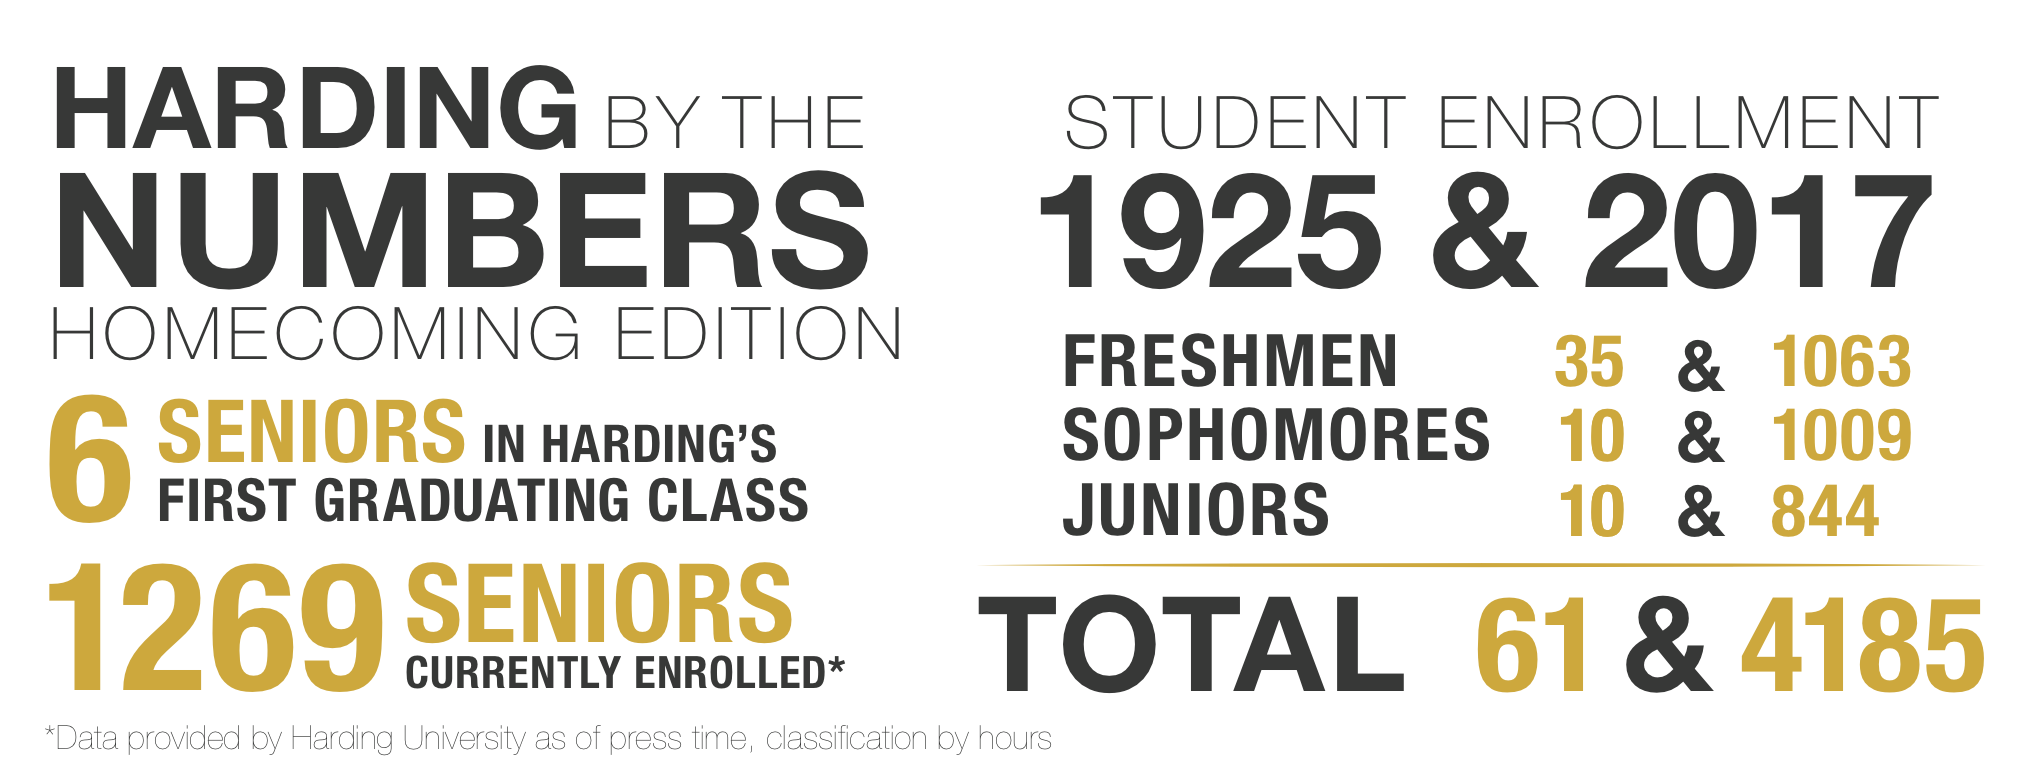 HARDING BY THE
NUMBERS
HOMECOMING EDITION
6 SENIORS IN HARDING’S
FIRST GRADUATING CLASS
1269 SENIORS
CURRENTLY ENROLLED*
STUDENT ENROLLMENT
1925 & 2017
FRESHMEN 35 & 1063
SOPHOMORES 10 & 1009
JUNIORS 10 & 844
TOTAL 61 & 4185
*Data provided by Harding University as of press time, classification by hours